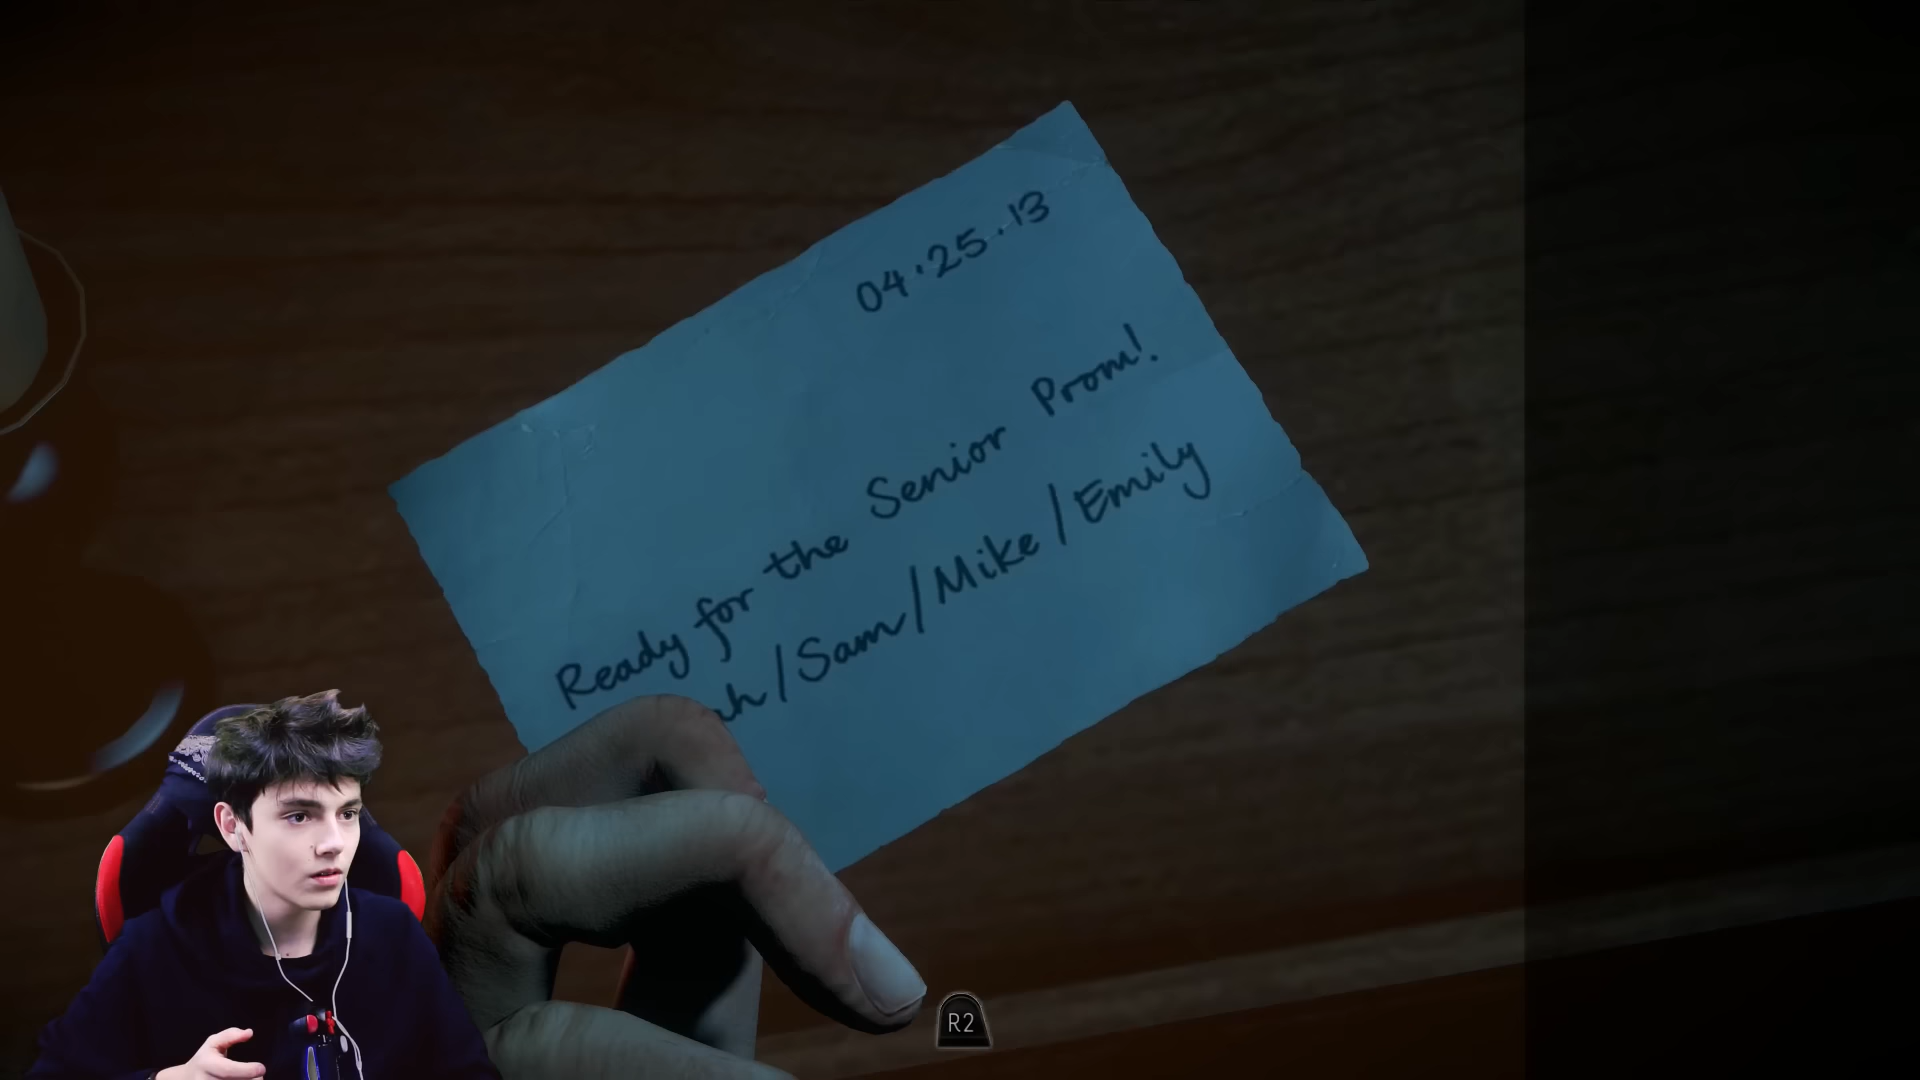 04.25.13
Ready for the Senior Prom!
/Sam/Mike/Emily
R2